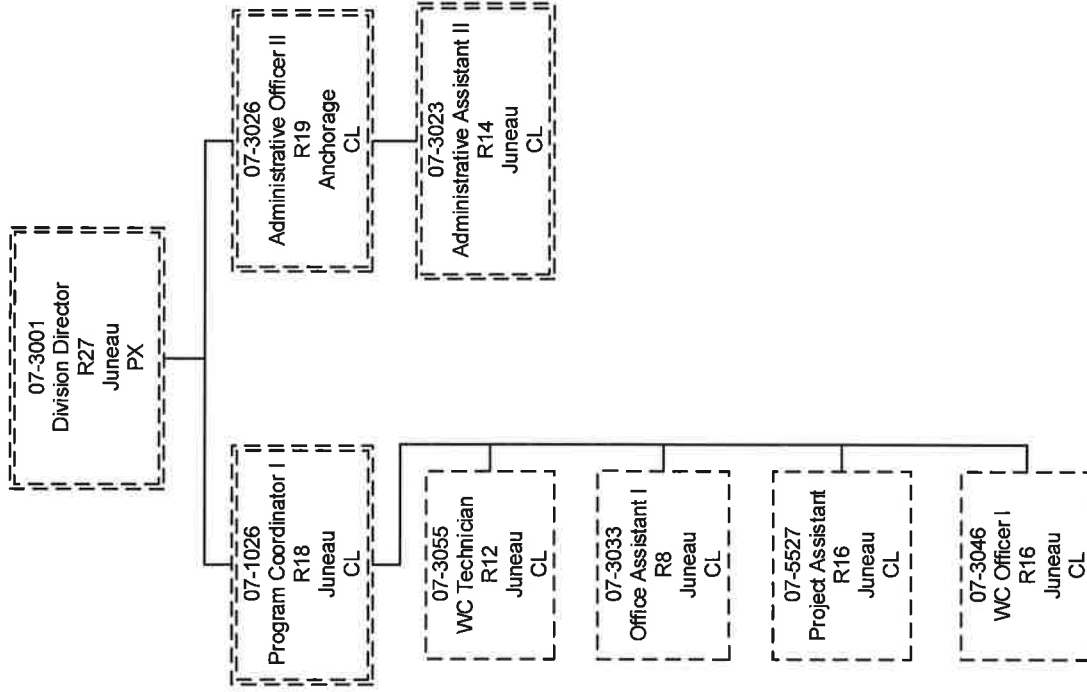 07-3001
Division Director
R27
Juneau
PX
07-1026
Program Coordinator I
R18
Juneau
CL
07-3055
WC Technician
R12
Juneau
CL
07-3033
Office Assistant I
R8
Juneau
CL
07-5527
Project Assistant
R16
Juneau
CL
07-3046
WC Officer I
R16
Juneau
CL
07-3026
Administrative Officer II
R19
Anchorage
CL
07-3023
Administrative Assistant II
R14
Juneau
CL